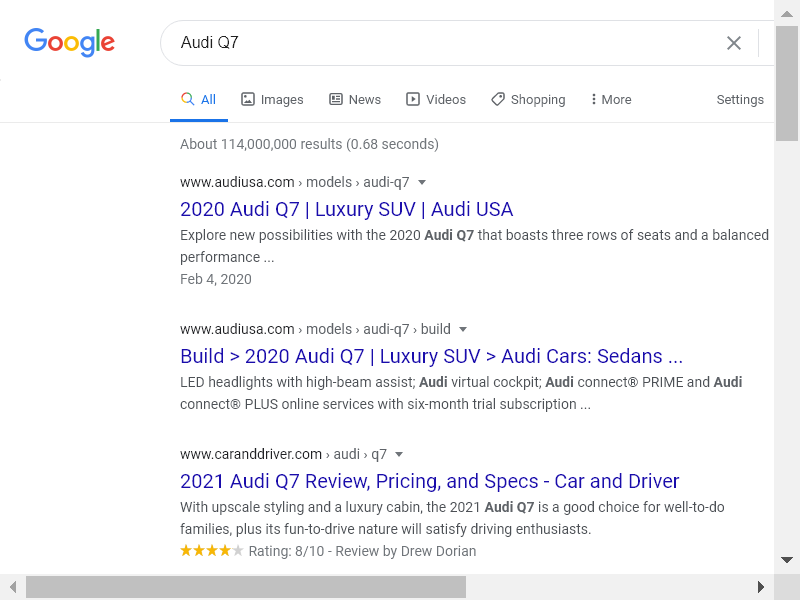 Google
Audi Q7
All Images News Videos Shopping More Settings
About 114,000,000 results (0.68 seconds)
www.audiusa.com › models › audi-q7
2020 Audi Q7 | Luxury SUV | Audi USA
Explore new possibilities with the 2020 Audi Q7 that boasts three rows of seats and a balanced
performance ...
Feb 4, 2020
www.audiusa.com › models › audi-q7 › build
Build > 2020 Audi Q7 | Luxury SUV > Audi Cars: Sedans ...
LED headlights with high-beam assist; Audi virtual cockpit; Audi connect® PRIME and Audi
connect® PLUS online services with six-month trial subscription ...
www.caranddriver.com › audi › q7
2021 Audi Q7 Review, Pricing, and Specs - Car and Driver
With upscale styling and a luxury cabin, the 2021 Audi Q7 is a good choice for well-to-do
families, plus its fun-to-drive nature will satisfy driving enthusiasts.
Rating: 8/10 - Review by Drew Dorian